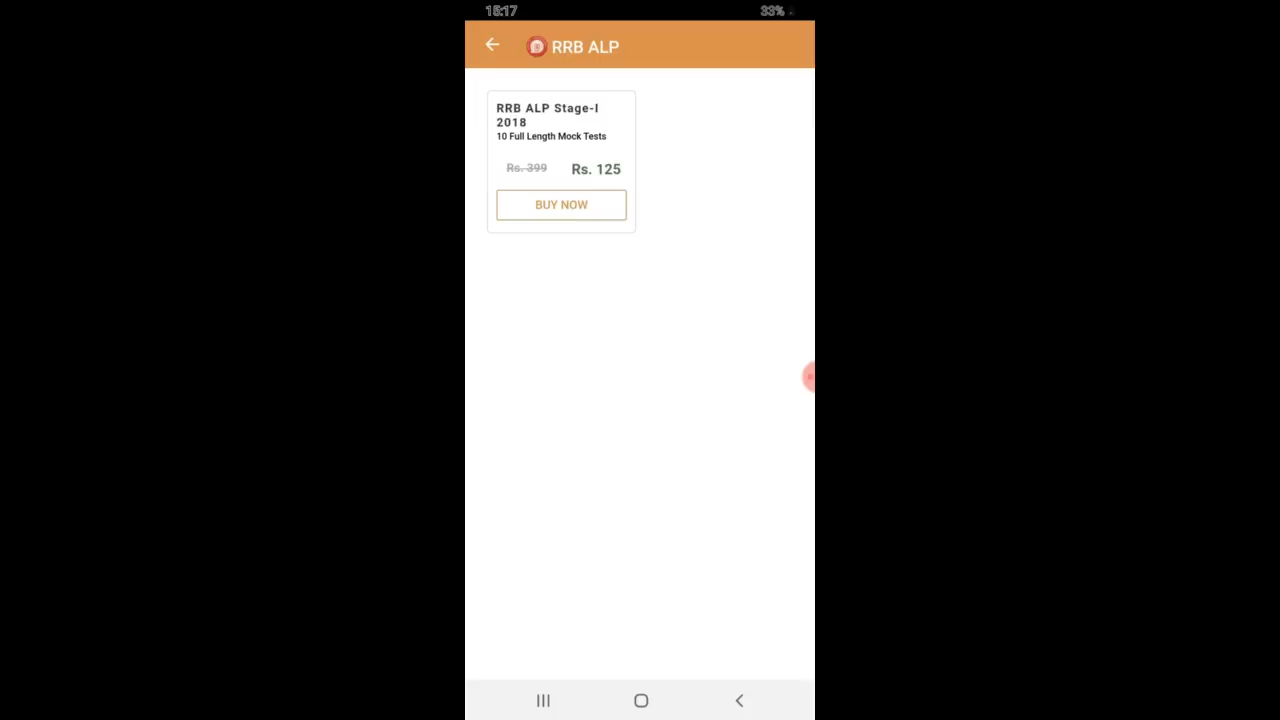 15:17 33%
RRB ALP
RRB ALP Stage-I
2018
10 Full Length Mock Tests
Rs. 399 Rs. 125
BUY NOW